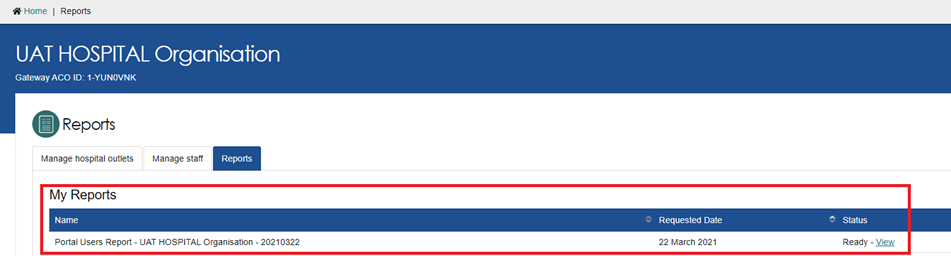 Home | Reports
UAT HOSPITAL Organisation
Gateway ACO ID: 1-YUN0VNK
Reports
Manage hospital outlets Manage staff Reports
My Reports
Name Requested Date Status
Portal Users Report - UAT HOSPITAL Organisation - 20210322 22 March 2021 Ready - View